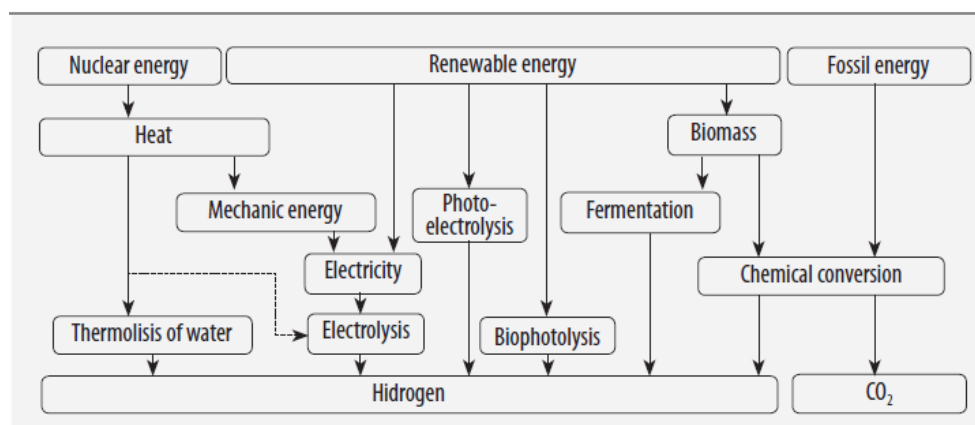 Nuclear energy
Renewable energy
Fossil energy
Heat
Biomass
Mechanic energy
Photo-
electrolysis
Fermentation
Electricity
Chemical conversion
Thermolisis of water
Electrolysis
Biophotolysis
Hidrogen
CO₂